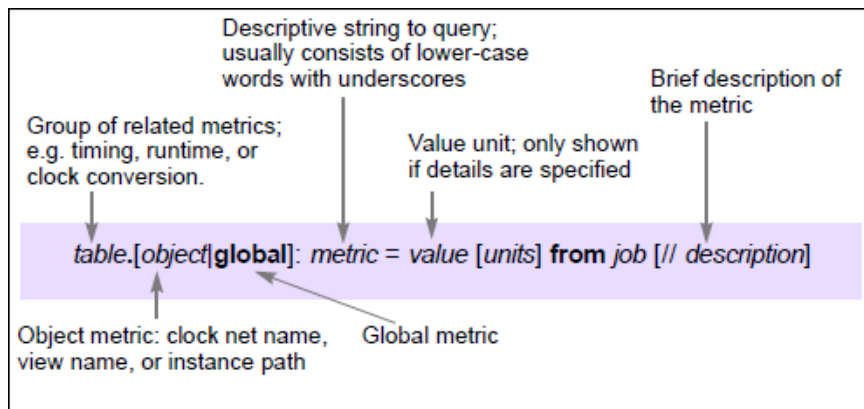 Descriptive string to query;
usually consists of lower-case
words with underscores
Brief description of
the metric
Group of related metrics;
e.g. timing, runtime, or
clock conversion.
Value unit; only shown
if details are specified
table.[object|global]: metric = value [units] from job [// description]
Object metric: clock net name,
view name, or instance path
Global metric